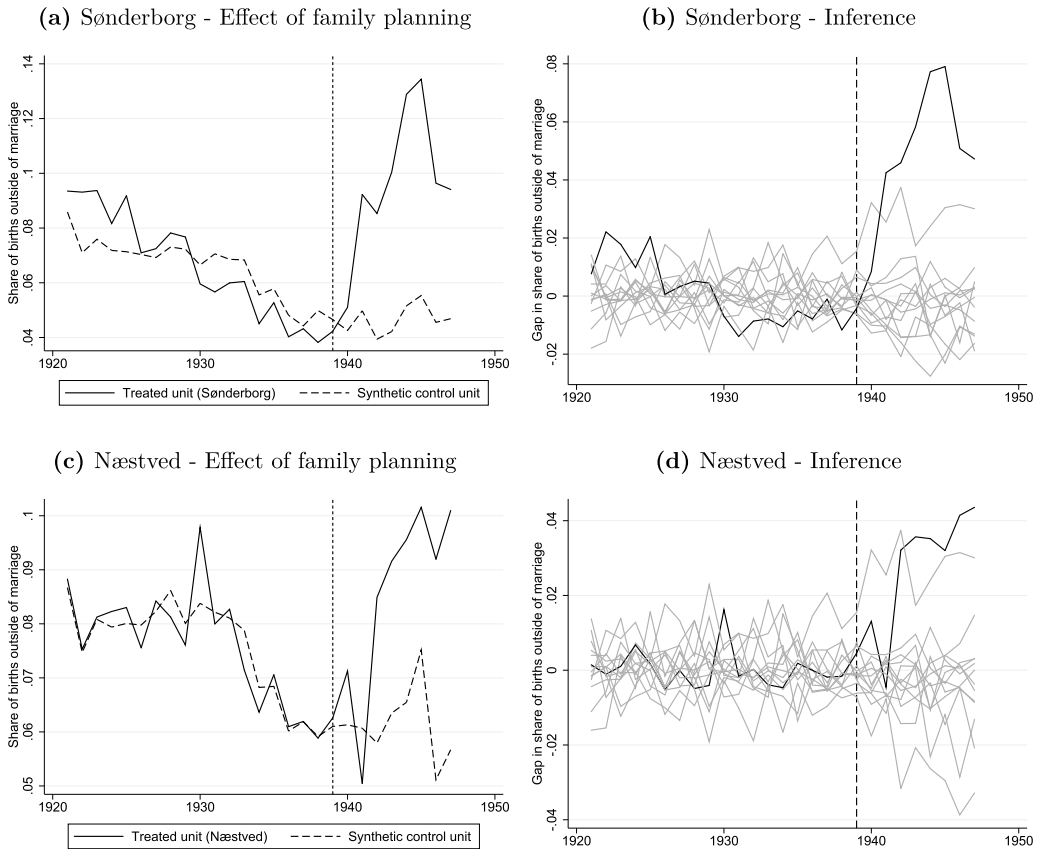 (a) Sønderborg - Effect of family planning
Share of births outside of marriage
.14
.12
.1
.08
.06
.04
1920 1930 1940 1950
Treated unit (Sønderborg) Synthetic control unit
(b) Sønderborg - Inference
Gap in share of births outside of marriage
.08
.06
.04
.02
0
-.02
1920 1930 1940 1950
(c) Næstved - Effect of family planning
Share of births outside of marriage
.1
.09
.08
.07
.06
.05
1920 1930 1940 1950
Treated unit (Næstved) Synthetic control unit
(d) Næstved - Inference
Gap in share of births outside of marriage
.04
.02
0
-.02
-.04
1920 1930 1940 1950